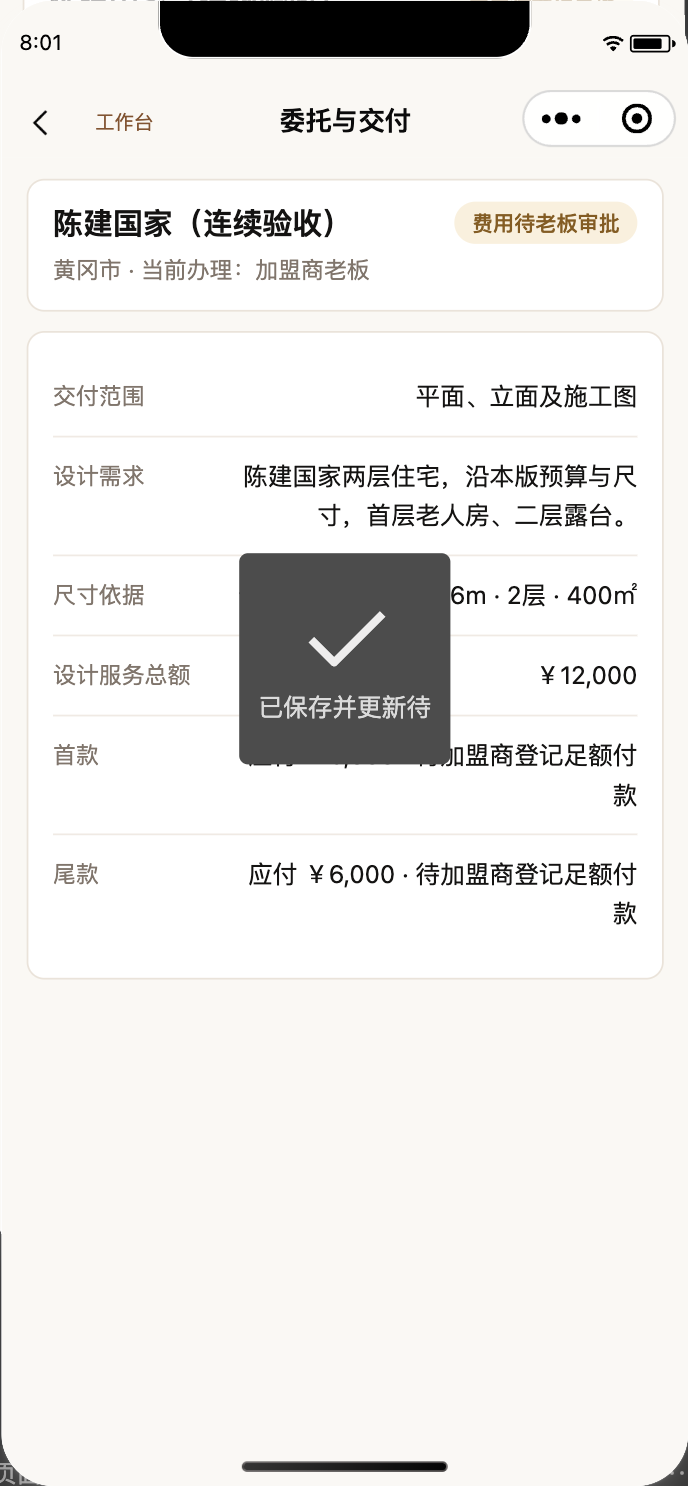 8:01
工作台
委托与交付
陈建国家（连续验收）
费用待老板审批
黄冈市 · 当前办理：加盟商老板
交付范围
平面、立面及施工图
设计需求
陈建国家两层住宅，沿本版预算与尺
寸，首层老人房、二层露台。
尺寸依据
6m · 2层 · 400㎡
设计服务总额
￥12,000
已保存并更新待
首款
加盟商登记足额付
款
尾款
应付 ￥6,000 · 待加盟商登记足额付
款